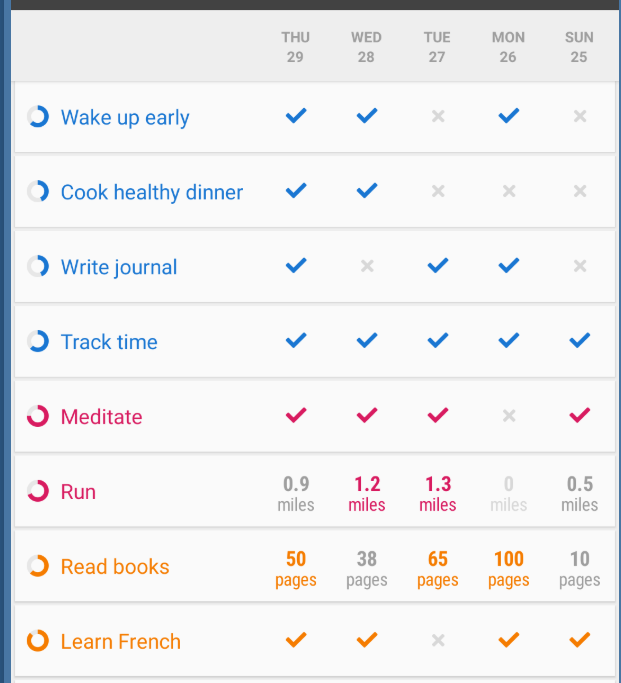 THU WED TUE MON SUN
29 28 27 26 25
Wake up early
Cook healthy dinner
Write journal
Track time
Meditate
Run 0.9 miles 1.2 miles 1.3 miles 0 miles 0.5 miles
Read books 50 pages 38 pages 65 pages 100 pages 10 pages
Learn French